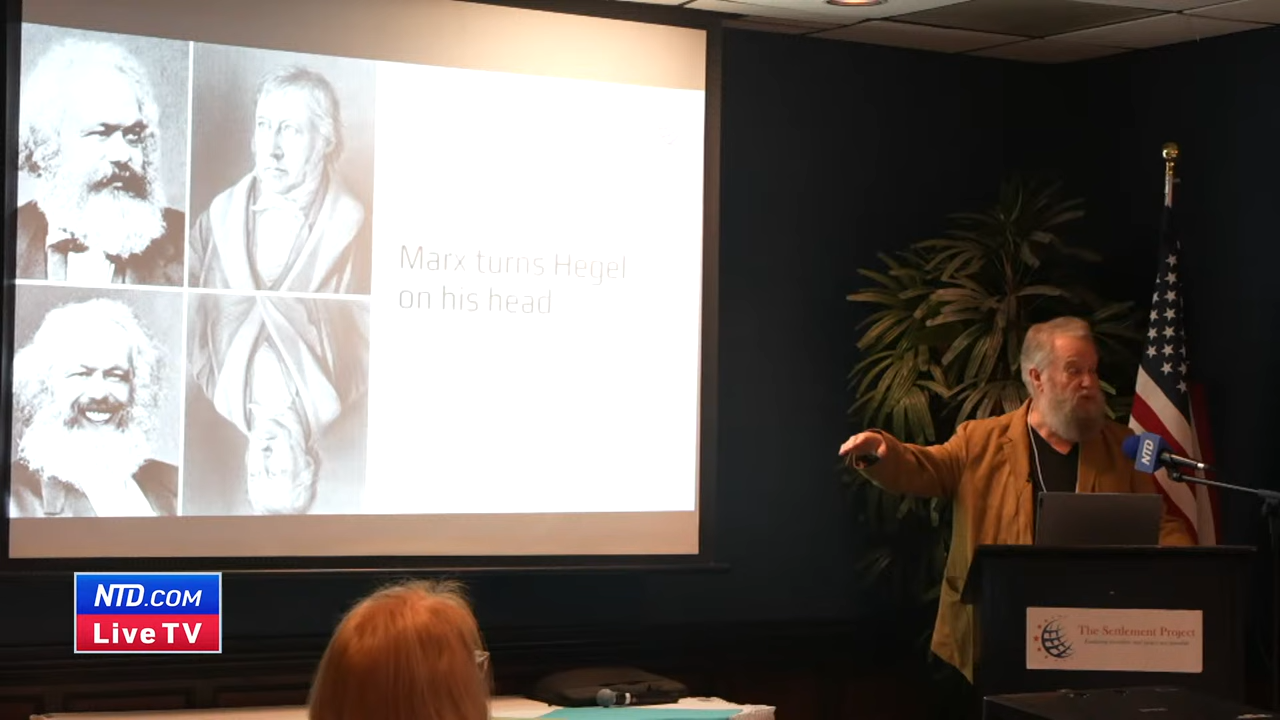 Marx turns Hegel
on his head
NTD
The Settlement Project
NTD.COM
Live TV